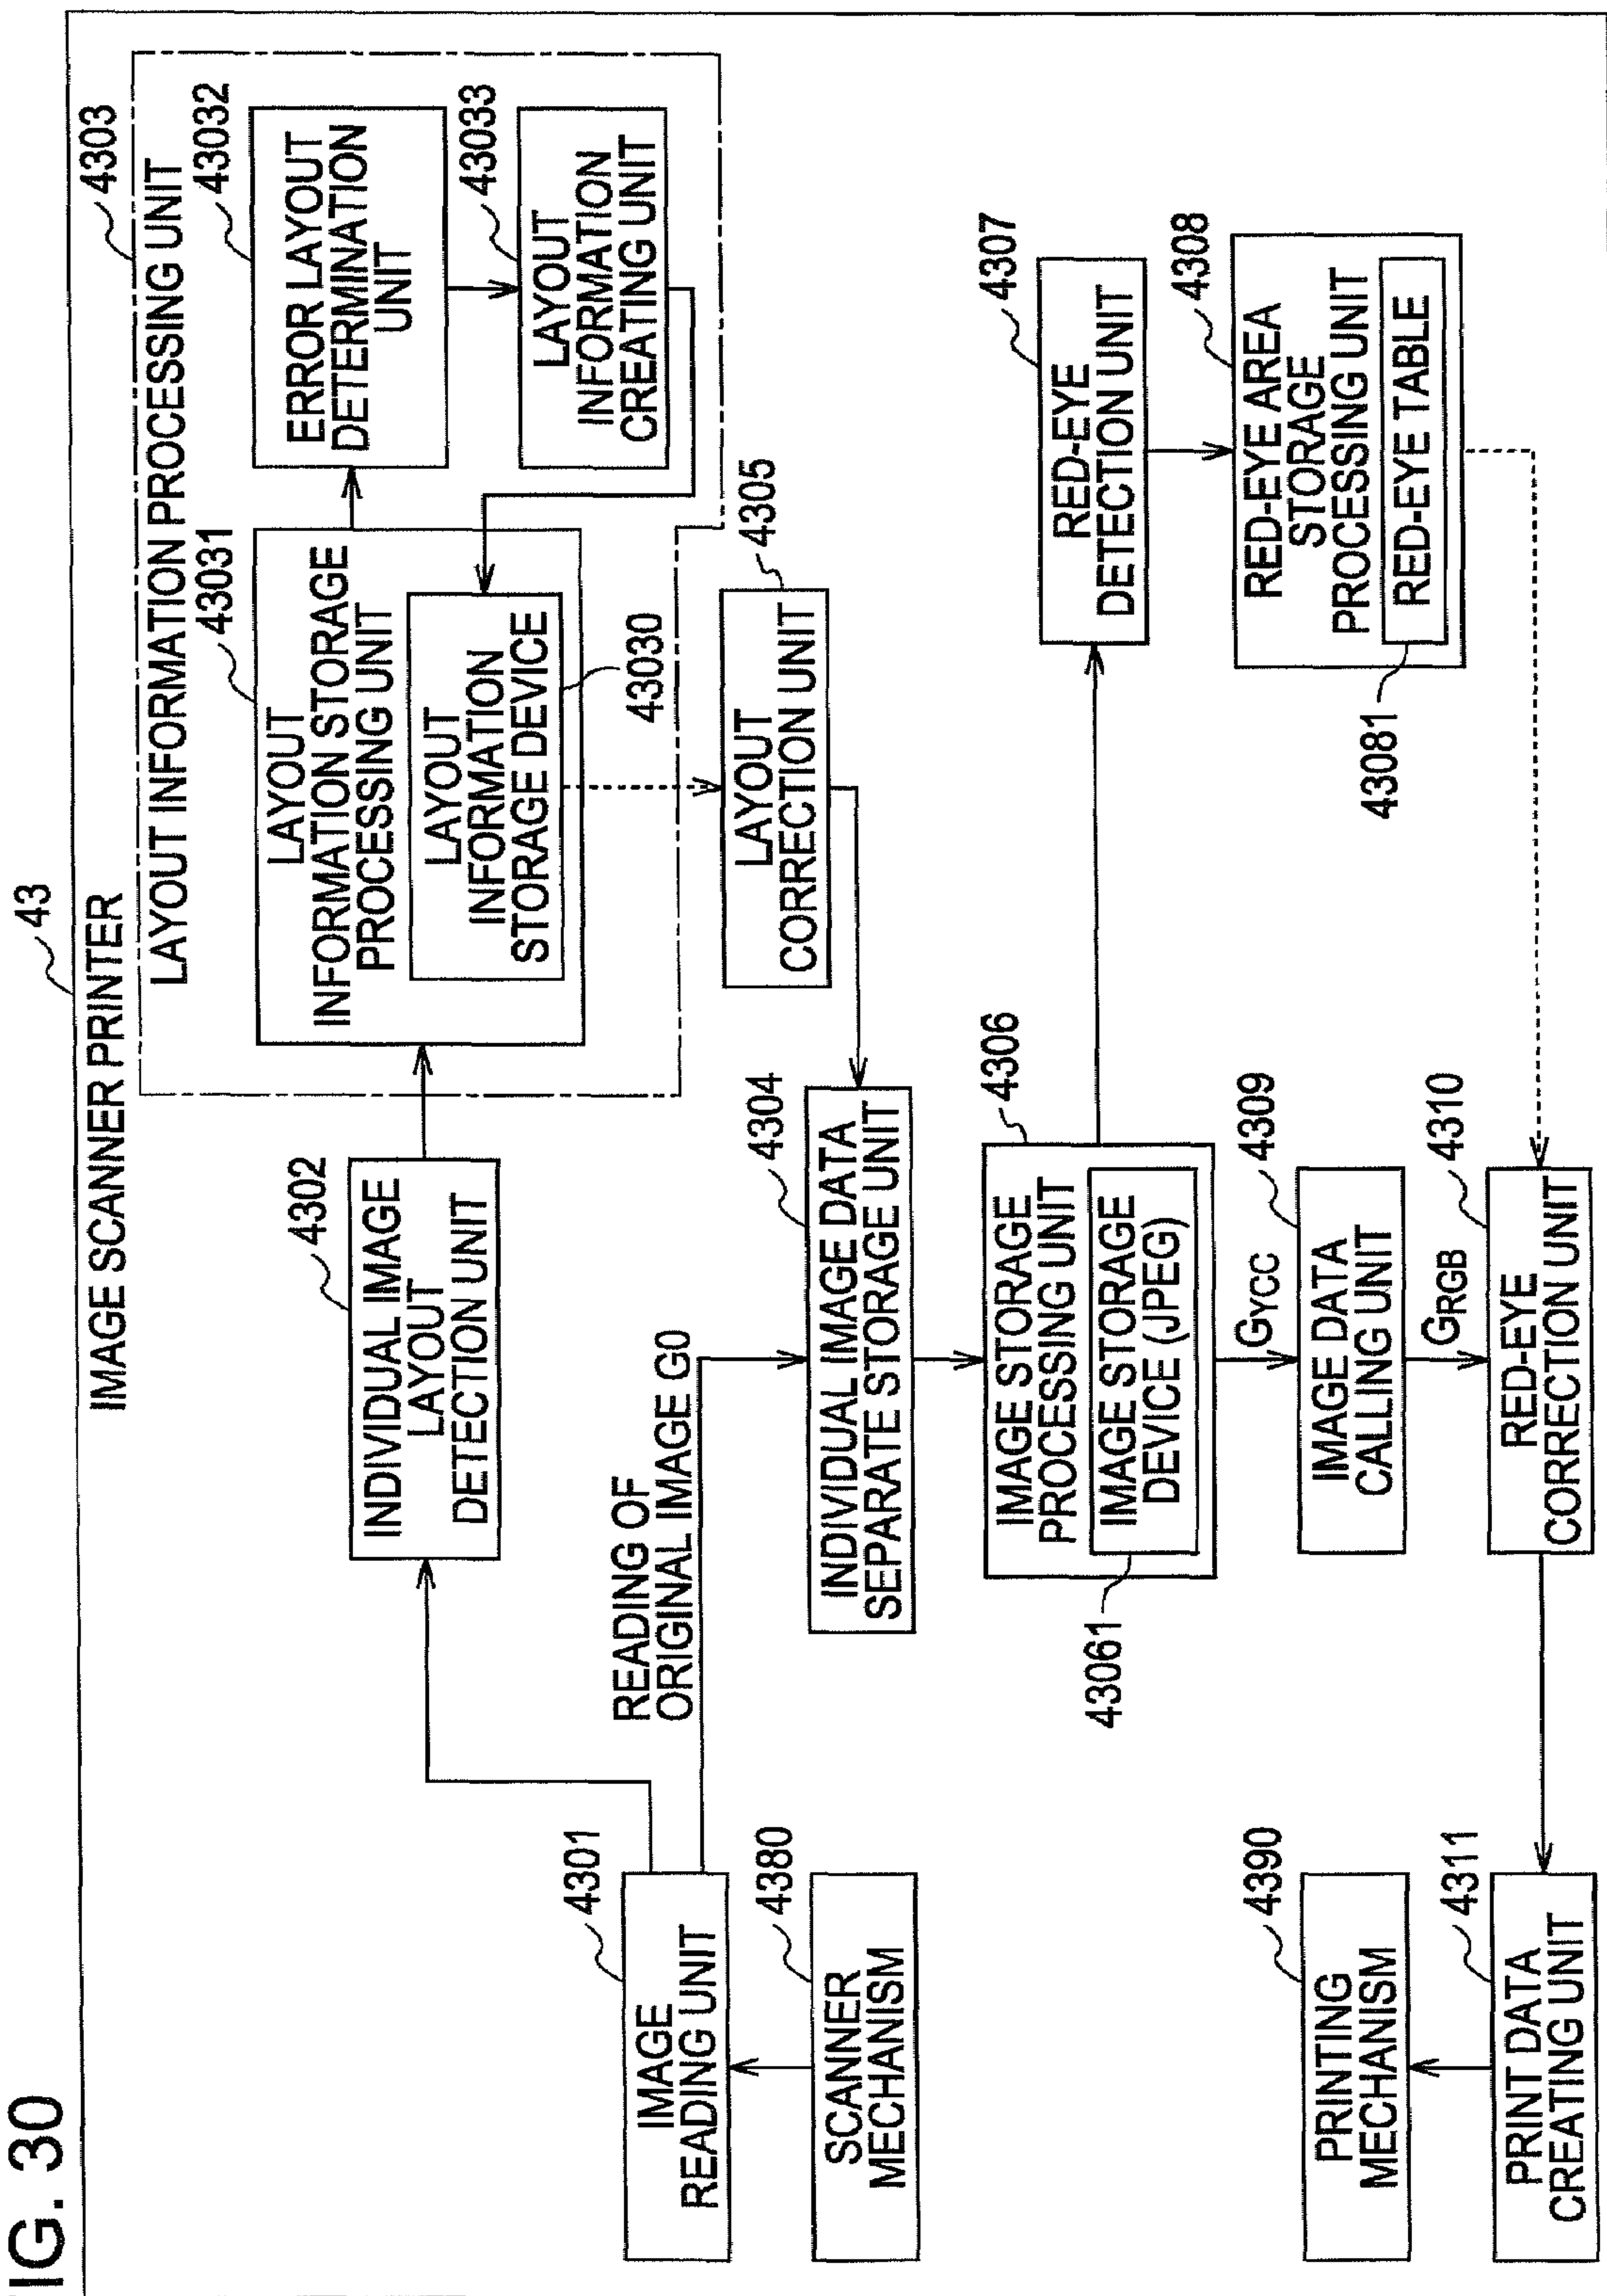 IG. 30
43
IMAGE SCANNER PRINTER
4303
LAYOUT INFORMATION PROCESSING UNIT
43031
LAYOUT
INFORMATION STORAGE
PROCESSING UNIT
LAYOUT
INFORMATION
STORAGE DEVICE
43030
43032
ERROR LAYOUT
DETERMINATION
UNIT
43033
LAYOUT
INFORMATION
CREATING UNIT
4302
INDIVIDUAL IMAGE
LAYOUT
DETECTION UNIT
4305
LAYOUT
CORRECTION UNIT
READING OF
ORIGINAL IMAGE G0
4301
IMAGE
READING UNIT
4380
SCANNER
MECHANISM
4304
INDIVIDUAL IMAGE DATA
SEPARATE STORAGE UNIT
4306
IMAGE STORAGE
PROCESSING UNIT
IMAGE STORAGE
DEVICE (JPEG)
43061
4307
RED-EYE
DETECTION UNIT
4308
RED-EYE AREA
STORAGE
PROCESSING UNIT
RED-EYE TABLE
43081
GYCC
4309
IMAGE DATA
CALLING UNIT
GRGB
4310
RED-EYE
CORRECTION UNIT
4390
PRINTING
MECHANISM
4311
PRINT DATA
CREATING UNIT